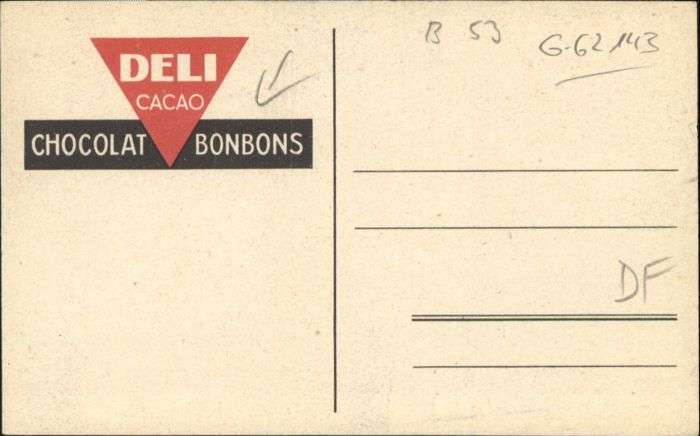 DELI
CACAO
CHOCOLAT BONBONS
B 53
G-62143
DF